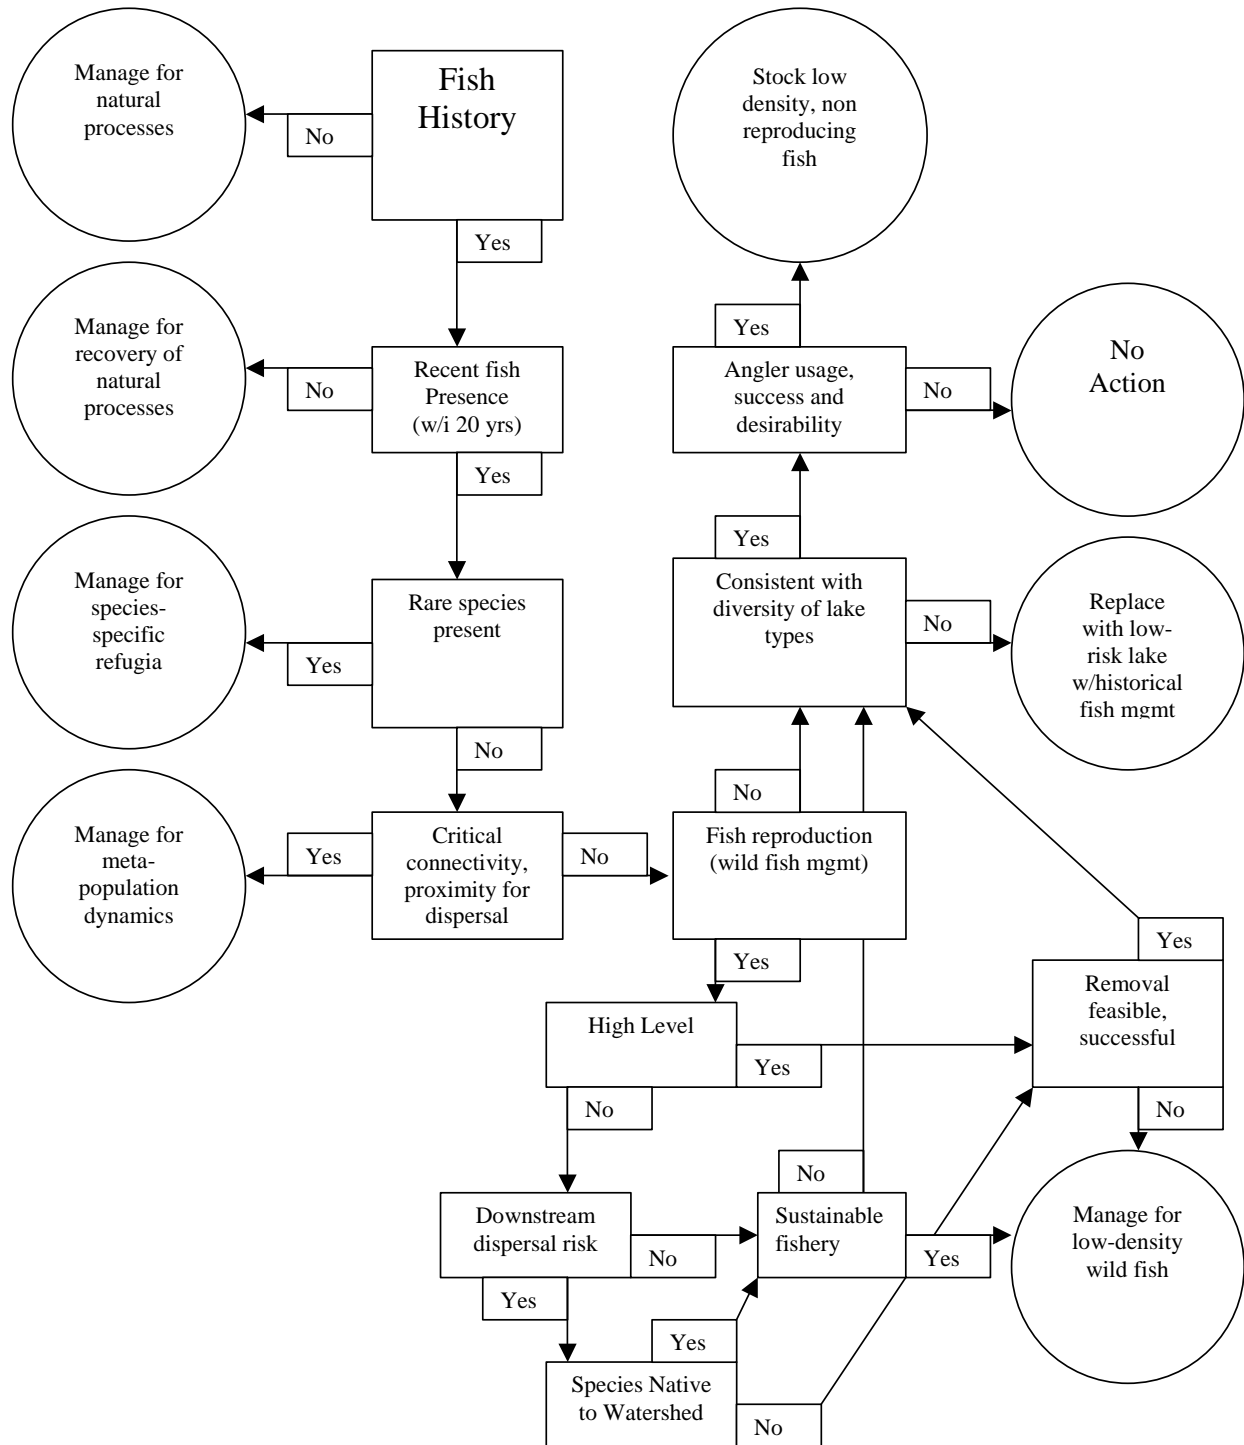 Manage for
natural
processes
No
Fish
History
Yes
Manage for
recovery of
natural
processes
No
Recent fish
Presence
(w/i 20 yrs)
Yes
Manage for
species-
specific
refugia
Yes
Rare species
present
No
Manage for
meta-
population
dynamics
Yes
Critical
connectivity,
proximity for
dispersal
No
Stock low
density, non
reproducing
fish
Yes
Angler usage,
success and
desirability
No
No
Action
Yes
Consistent with
diversity of lake
types
No
Replace
with low-
risk lake
w/historical
fish mgmt
No
Fish reproduction
(wild fish mgmt)
Yes
High Level
Yes
No
Yes
Removal
feasible,
successful
No
Downstream
dispersal risk
No
Yes
No
Sustainable
fishery
Yes
Manage for
low-density
wild fish
Yes
Species Native
to Watershed
No